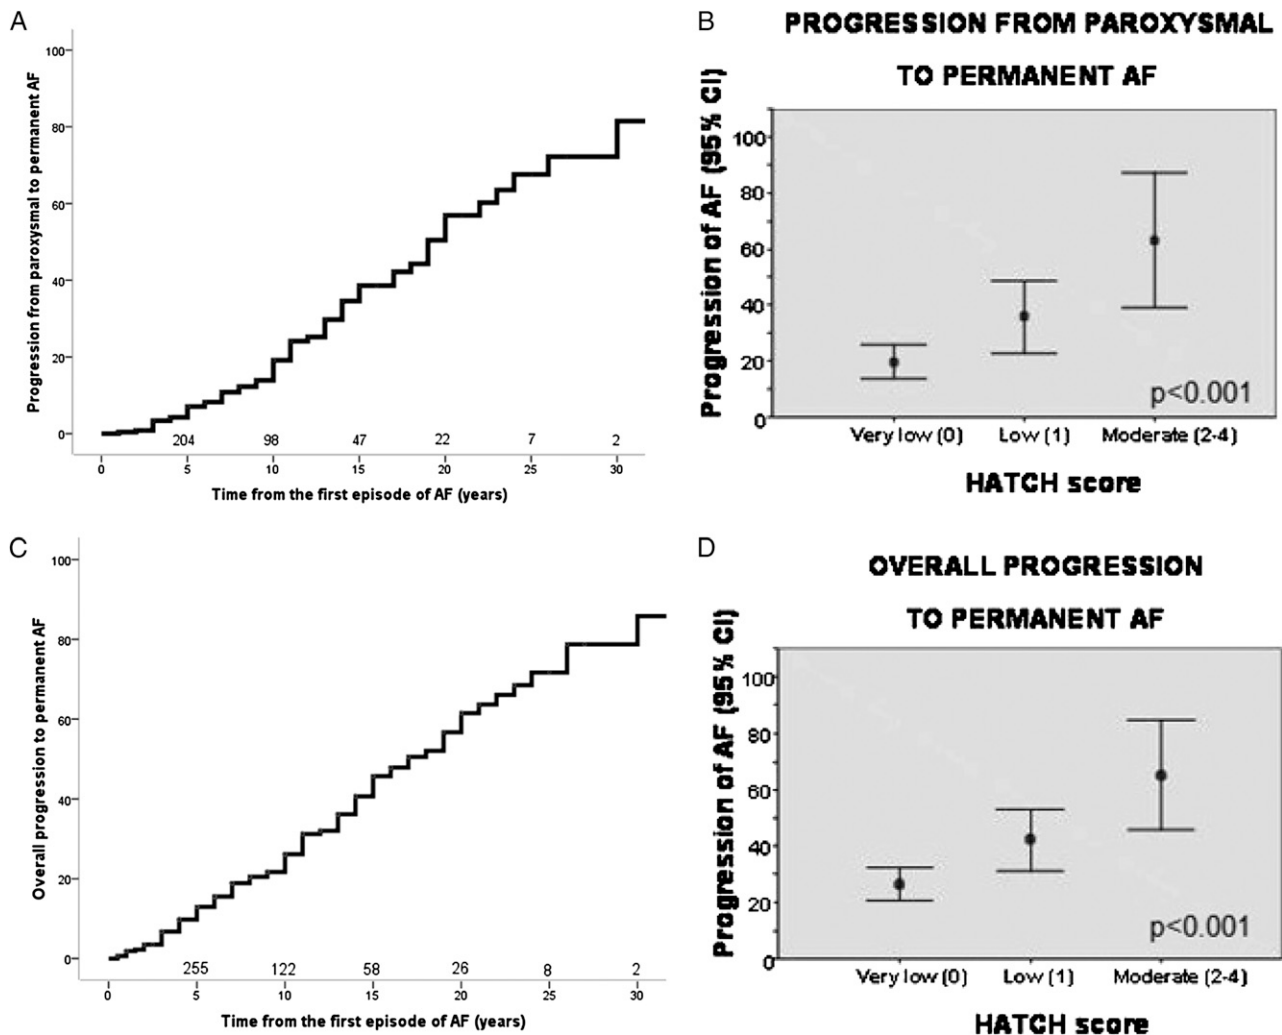 A
Progression from paroxysmal to permanent AF
100
80
60
40
20
0
204 98 47 22 7 2
0 5 10 15 20 25 30
Time from the first episode of AF (years)
B
PROGRESSION FROM PAROXYSMAL
TO PERMANENT AF
Progression of AF (95% CI)
100
80
60
40
20
0
p<0.001
Very low (0) Low (1) Moderate (2-4)
HATCH score
C
Overall progression to permanent AF
100
80
60
40
20
0
255 122 58 26 8 2
0 5 10 15 20 25 30
Time from the first episode of AF (years)
D
OVERALL PROGRESSION
TO PERMANENT AF
Progression of AF (95% CI)
100
80
60
40
20
0
p<0.001
Very low (0) Low (1) Moderate (2-4)
HATCH score